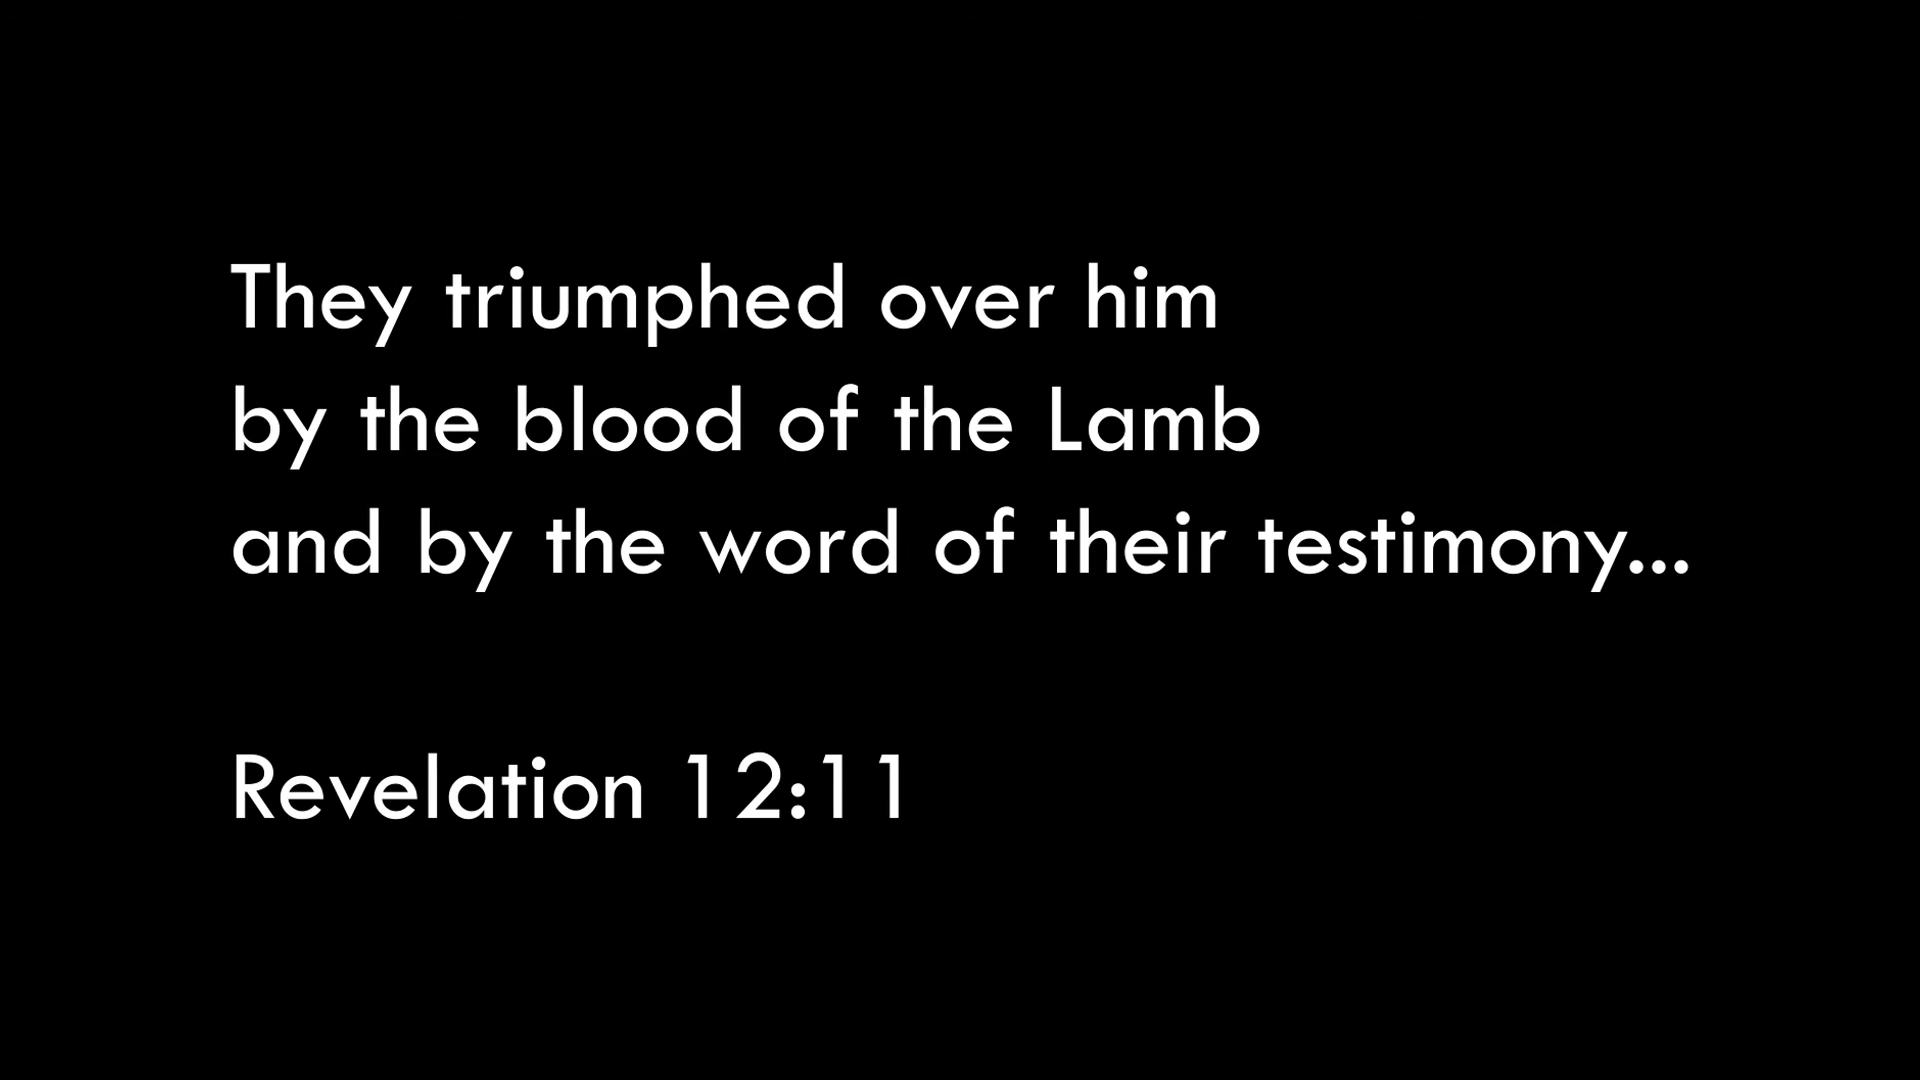 They triumphed over him
by the blood of the Lamb
and by the word of their testimony...
Revelation 12:11